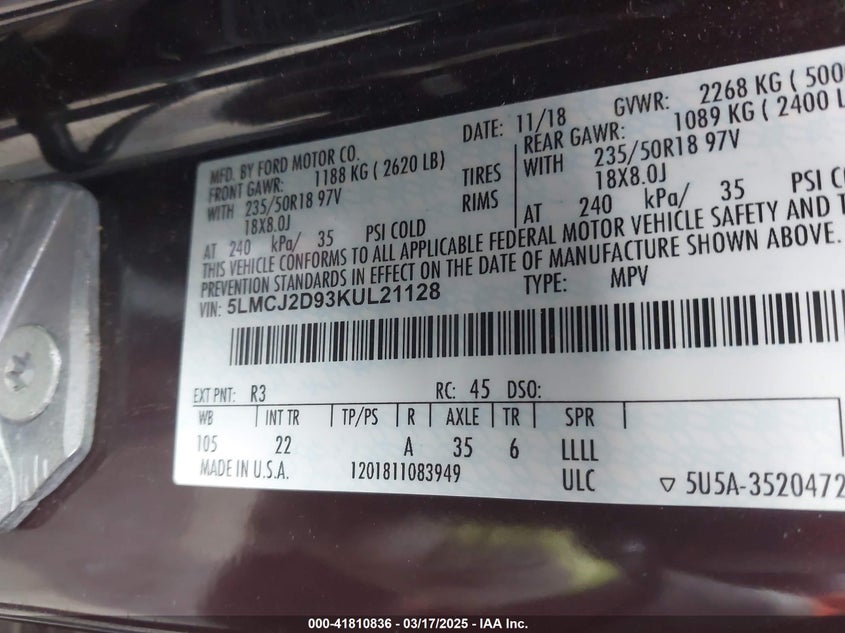 MFD. BY FORD MOTOR CO. DATE: 11/18 GVWR: 2268 KG ( 500
FRONT GAWR: 1188 KG ( 2620 LB) REAR GAWR: 1089 KG ( 2400 L
WITH 235/50R18 97V TIRES WITH 235/50R18 97V
18X8.0J RIMS 18X8.0J
AT 240 kPa/ 35 PSI COLD AT 240 kPa/ 35 PSI C
THIS VEHICLE CONFORMS TO ALL APPLICABLE FEDERAL MOTOR VEHICLE SAFETY AND T
PREVENTION STANDARDS IN EFFECT ON THE DATE OF MANUFACTURE SHOWN ABOVE.
VIN: 5LMCJ2D93KUL21128 TYPE: MPV
EXT PNT: R3 RC: 45 DSO:
WB | INT TR | TP/PS | R | AXLE | TR | SPR |
105 22 A 35 6 LLLL
MADE IN U.S.A. 1201811083949 ULC ▽ 5U5A-3520472
000-41810836 - 03/17/2025 - IAA Inc.